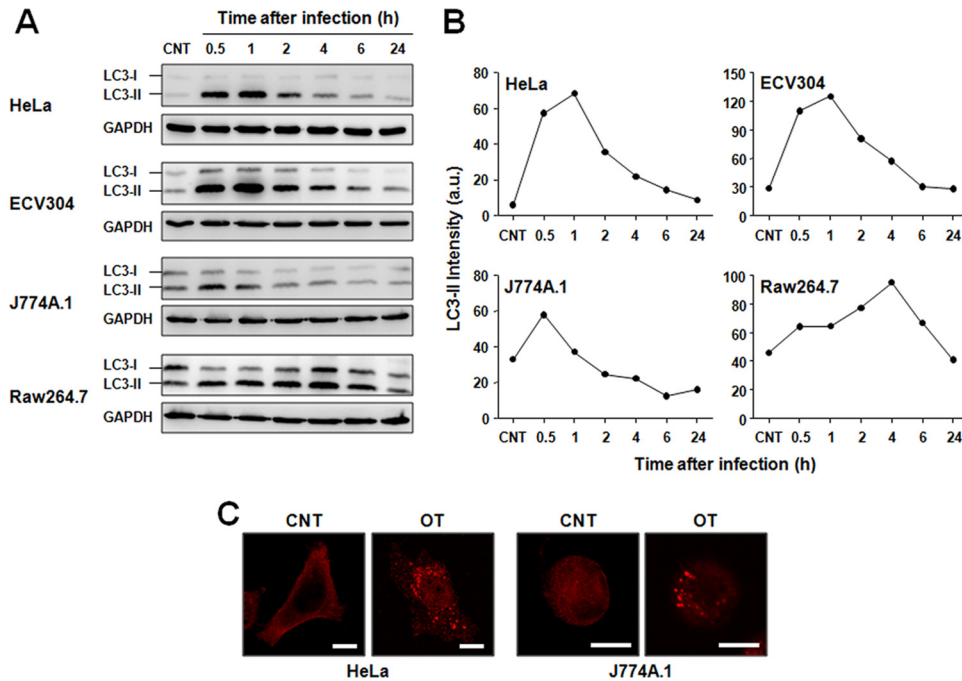 A
Time after infection (h)
CNT 0.5 1 2 4 6 24
HeLa
LC3-I
LC3-II
GAPDH
ECV304
LC3-I
LC3-II
GAPDH
J774A.1
LC3-I
LC3-II
GAPDH
Raw264.7
LC3-I
LC3-II
GAPDH
B
LC3-II Intensity (a.u.)
HeLa
80
60
40
20
0
CNT 0.5 1 2 4 6 24
ECV304
150
120
90
60
30
0
CNT 0.5 1 2 4 6 24
J774A.1
80
60
40
20
0
CNT 0.5 1 2 4 6 24
Raw264.7
100
80
60
40
20
0
CNT 0.5 1 2 4 6 24
Time after infection (h)
C
CNT OT CNT OT
HeLa J774A.1